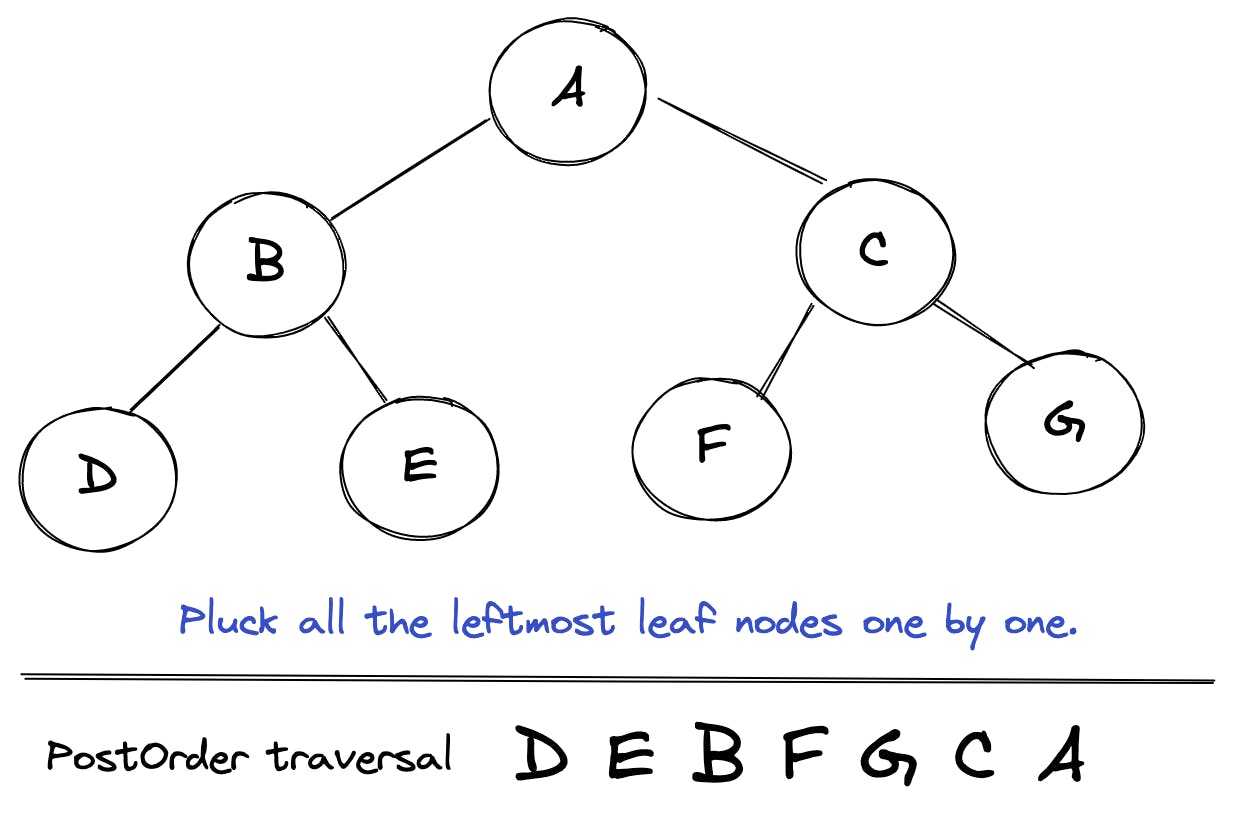 A
B C
D E F G
Pluck all the leftmost leaf nodes one by one.
PostOrder traversal D E B F G C A